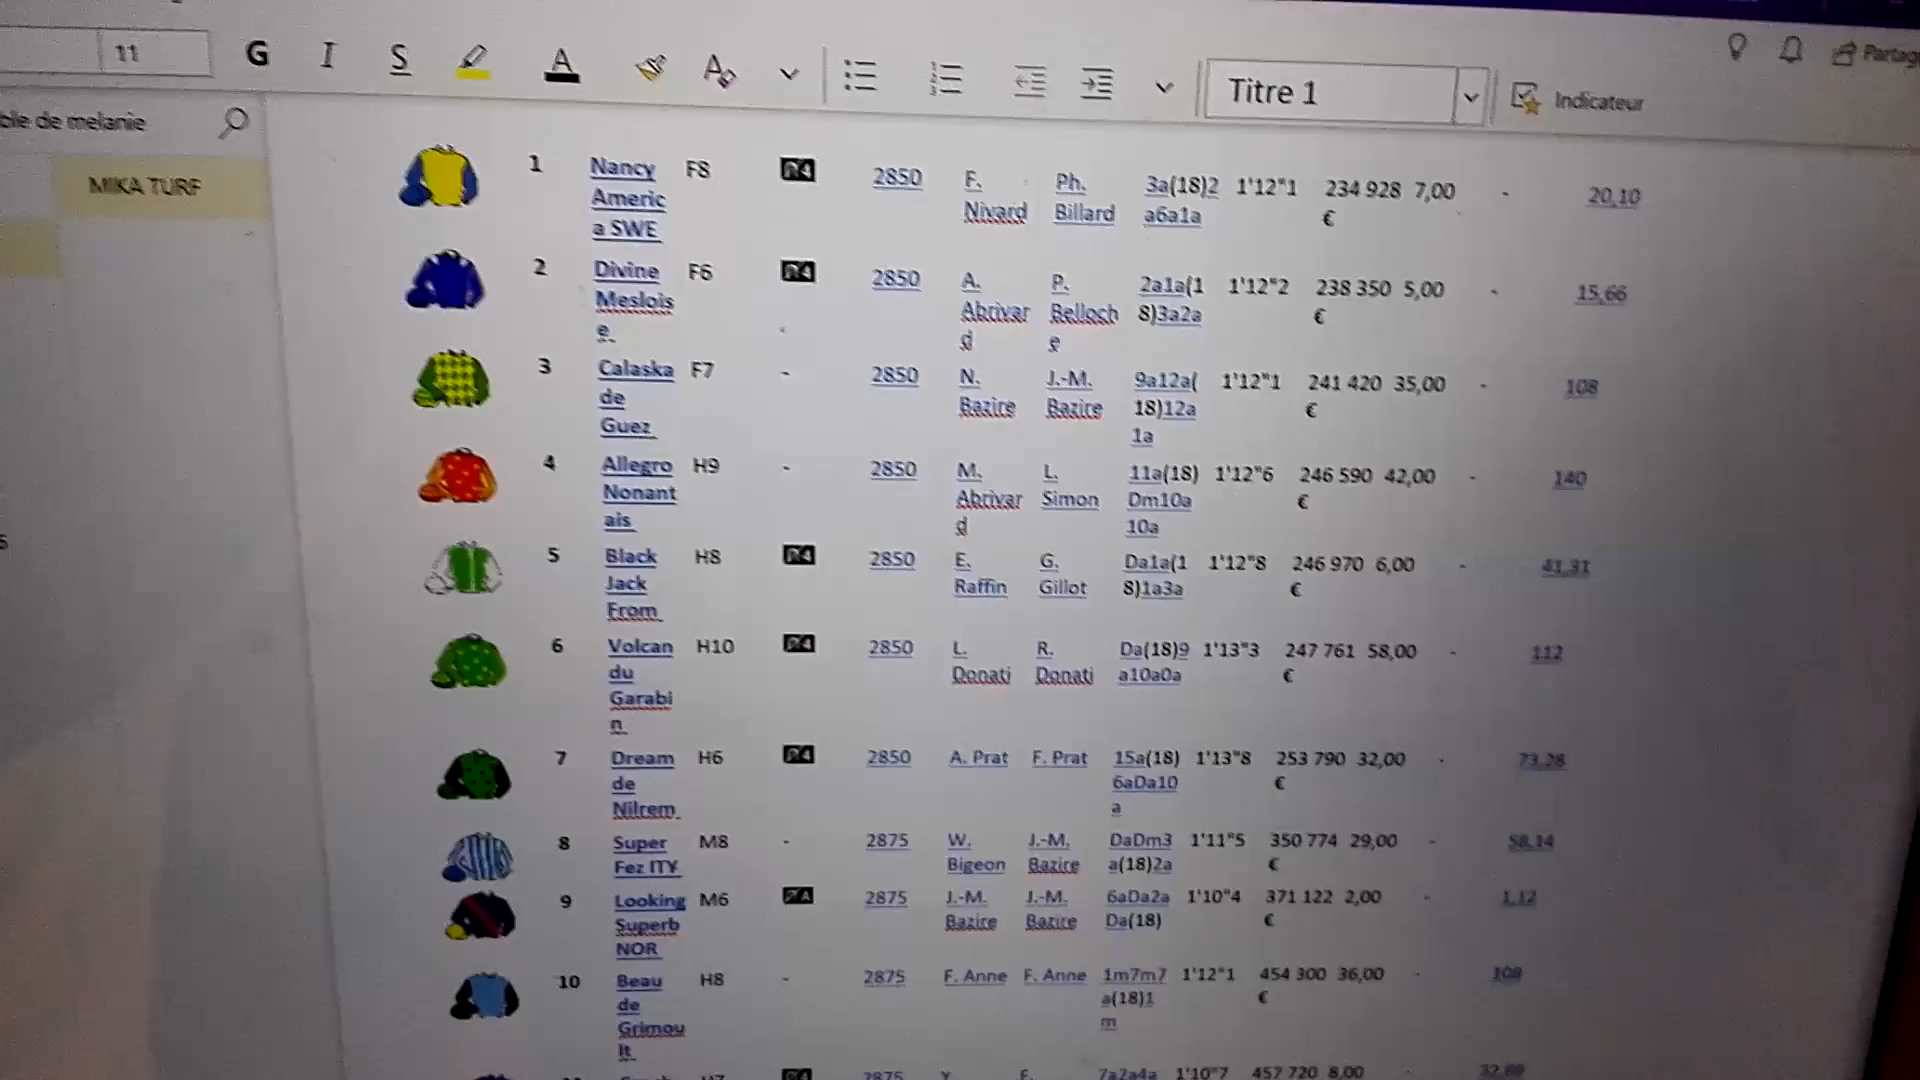 11 G I S A A Titre 1 Indicateur Partag
ble de melanie
MIKA TURF
1 Nancy F8 2850 F. Ph. 3a(18)2 1'12"1 234 928 7,00 - 20,10
Americ Nivard Billard a6a1a €
a SWE
2 Divine F6 2850 A. P. 2a1a(1 1'12"2 238 350 5,00 - 15,66
Meslois Abrivar Belloch 8)3a2a €
e d e
3 Calaska F7 - 2850 N. J.-M. 9a12a( 1'12"1 241 420 35,00 - 108
de Bazire Bazire 18)12a €
Guez 1a
4 Allegro H9 - 2850 M. L. 11a(18) 1'12"6 246 590 42,00 - 140
Nonant Abrivar Simon Dm10a €
ais d 10a
5 Black H8 2850 E. G. Da1a(1 1'12"8 246 970 6,00 - 41,31
Jack Raffin Gillot 8)1a3a €
From
6 Volcan H10 2850 L. R. Da(18)9 1'13"3 247 761 58,00 - 112
du Donati Donati a10a0a €
Garabi
n
7 Dream H6 2850 A. Prat F. Prat 15a(18) 1'13"8 253 790 32,00 - 73,28
de 6aDa10 €
Nilrem a
8 Super M8 - 2875 W. J.-M. DaDm3 1'11"5 350 774 29,00 - 58,14
Fez ITY Bigeon Bazire a(18)2a €
9 Looking M6 2875 J.-M. J.-M. 6aDa2a 1'10"4 371 122 2,00 - 1,12
Superb Bazire Bazire Da(18) €
NOR
10 Beau H8 - 2875 F. Anne F. Anne 1m7m7 1'12"1 454 300 36,00 - 108
de a(18)1 €
Grimou m
lt
2875 7a2a4a 1'10"7 457 720 8,00